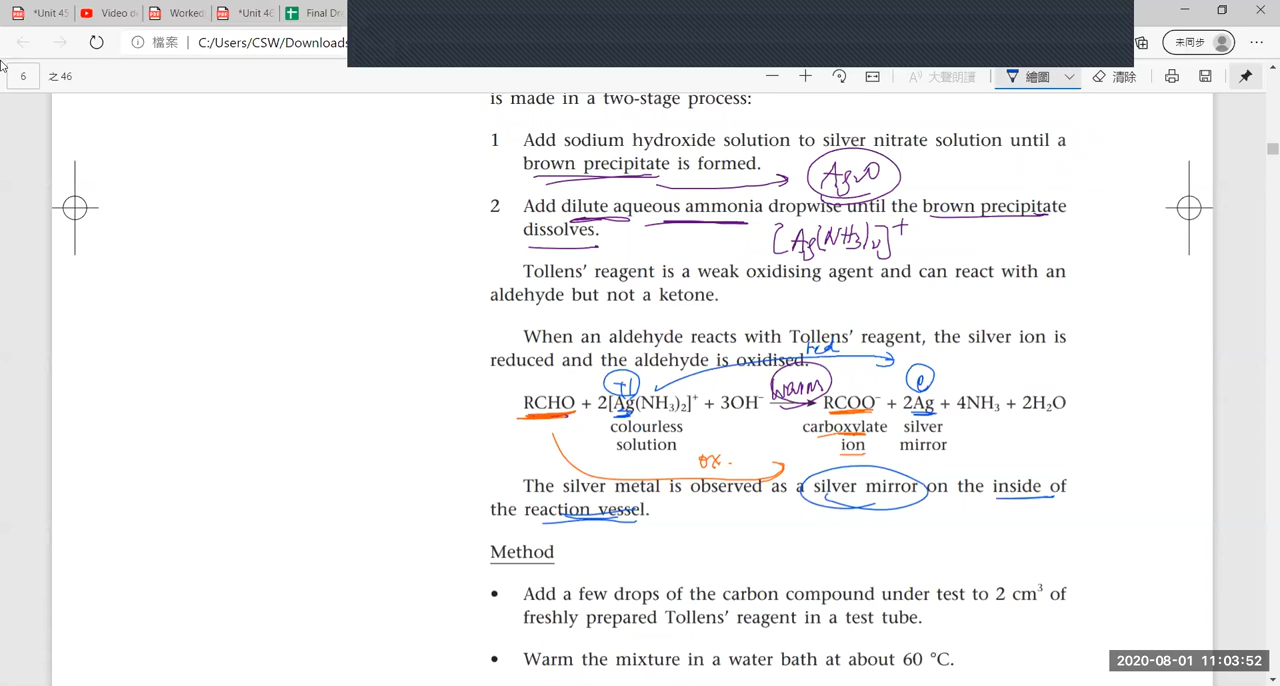 *Unit 45
Video d
Worked
*Unit 46
Final Dr
檔案
C:/Users/CSW/Downloads
未同步
6
之 46
大聲朗讀
繪圖
清除
is made in a two-stage process:
1 Add sodium hydroxide solution to silver nitrate solution until a
brown precipitate is formed.
Ag2O
2 Add dilute aqueous ammonia dropwise until the brown precipitate
dissolves.
[Ag(NH3)2]+
Tollens' reagent is a weak oxidising agent and can react with an
aldehyde but not a ketone.
When an aldehyde reacts with Tollens' reagent, the silver ion is
red
reduced and the aldehyde is oxidised.
+1 warm 0
RCHO + 2[Ag(NH₃)₂]⁺ + 3OH⁻ → RCOO⁻ + 2Ag + 4NH₃ + 2H₂O
colourless carboxylate silver
solution ion mirror
ox.
The silver metal is observed as a silver mirror on the inside of
the reaction vessel.
Method
• Add a few drops of the carbon compound under test to 2 cm³ of
freshly prepared Tollens' reagent in a test tube.
• Warm the mixture in a water bath at about 60 °C.
2020-08-01 11:03:52